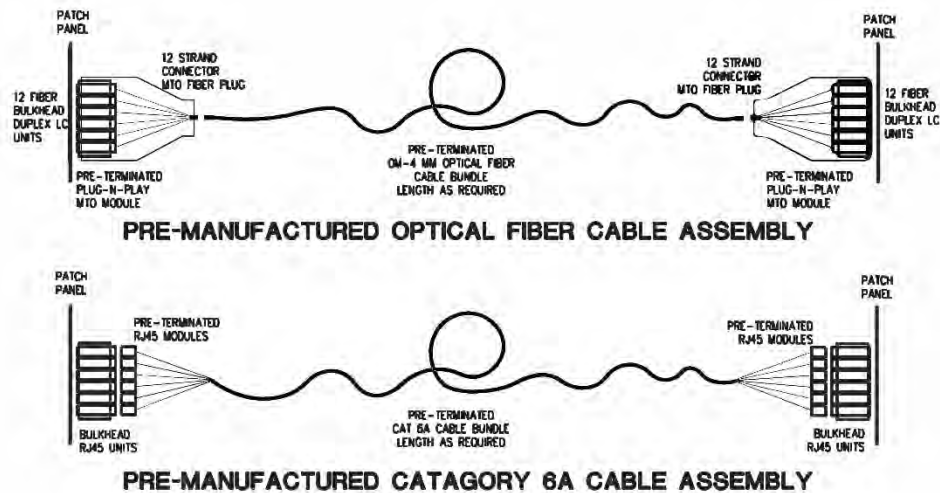 PATCH
PANEL
12 STRAND
CONNECTOR
MTO FIBER PLUG
12 FIBER
BULKHEAD
DUPLEX LC
UNITS
PRE-TERMINATED
PLUG-N-PLAY
MTO MODULE
PRE-TERMINATED
OM-4 MM OPTICAL FIBER
CABLE BUNDLE
LENGTH AS REQUIRED
12 STRAND
CONNECTOR
MTO FIBER PLUG
PATCH
PANEL
12 FIBER
BULKHEAD
DUPLEX LC
UNITS
PRE-TERMINATED
PLUG-N-PLAY
MTO MODULE
PRE-MANUFACTURED OPTICAL FIBER CABLE ASSEMBLY
PATCH
PANEL
PRE-TERMINATED
RJ45 MODULES
BULKHEAD
RJ45 UNITS
PRE-TERMINATED
CAT 6A CABLE BUNDLE
LENGTH AS REQUIRED
PRE-TERMINATED
RJ45 MODULES
PATCH
PANEL
BULKHEAD
RJ45 UNITS
PRE-MANUFACTURED CATAGORY 6A CABLE ASSEMBLY